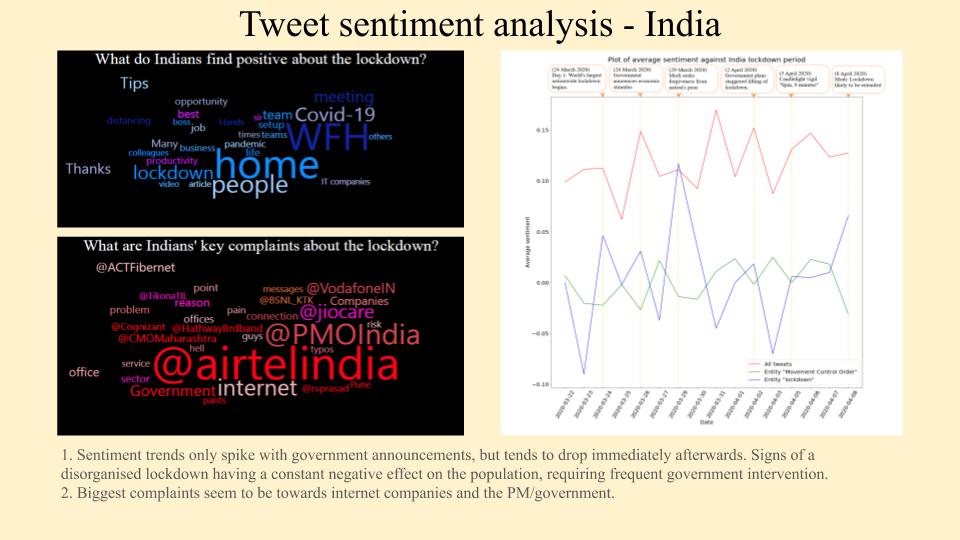 Tweet sentiment analysis - India
What do Indians find positive about the lockdown?
Tips
opportunity
meeting
best
distancing
boss
Hands
sir
team
Covid-19
job
setup
times
teams
WFH
others
Many
business
pandemic
colleagues
life
productivity
home
Thanks
lockdown
video
article
people
IT companies
What are Indians' key complaints about the lockdown?
@ACTFibernet
point
messages
@VodafoneIN
@TikonaTIL
reason
@BSNL_KTK
Companies
problem
pain
connection
@jiocare
offices
risk
@Cognizant
@HathwayBrdband
guys
@PMOIndia
@CMOMaharashtra
hell
typos
service
@airtelindia
office
sector
Government
internet
@rsprasad
Pune
pants
Plot of average sentiment against India lockdown period
(24 March 2020)
Day 1: World's largest
nationwide lockdown
begins.
(26 March 2020)
Government
announces economic
stimulus
(29 March 2020)
Modi seeks
forgiveness from
nation's poor
(2 April 2020)
Government plans
staggered lifting of
lockdown.
(5 April 2020)
Candlelight vigil
"9pm, 9 minutes"
(8 April 2020)
Modi: Lockdown
likely to be extended
0.15
0.10
0.05
0.00
−0.05
−0.10
Average sentiment
All tweets
Entity "Movement Control Order"
Entity "lockdown"
2020-03-22
2020-03-23
2020-03-24
2020-03-25
2020-03-26
2020-03-27
2020-03-28
2020-03-29
2020-03-30
2020-03-31
2020-04-01
2020-04-02
2020-04-03
2020-04-05
2020-04-06
2020-04-07
2020-04-08
Date
1. Sentiment trends only spike with government announcements, but tends to drop immediately afterwards. Signs of a
disorganised lockdown having a constant negative effect on the population, requiring frequent government intervention.
2. Biggest complaints seem to be towards internet companies and the PM/government.